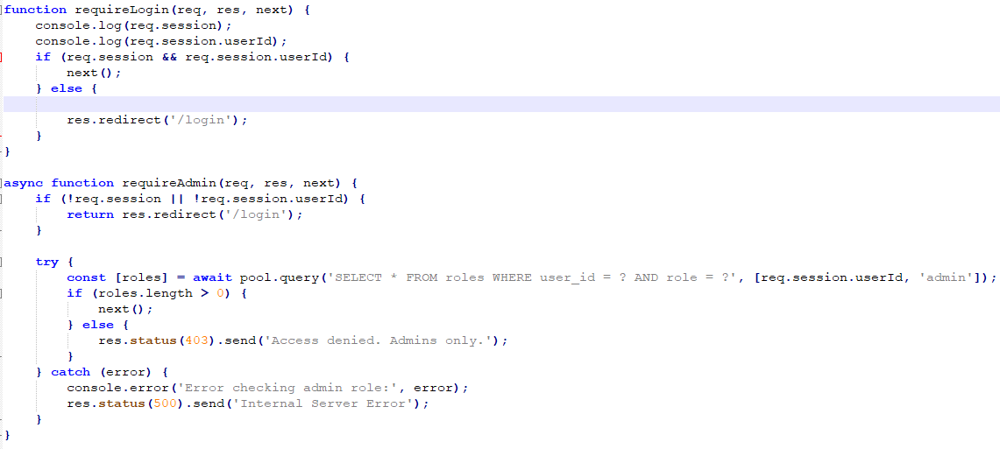 function requireLogin(req, res, next) {
    console.log(req.session);
    console.log(req.session.userId);
    if (req.session && req.session.userId) {
        next();
    } else {

        res.redirect('/login');
    }
}

async function requireAdmin(req, res, next) {
    if (!req.session || !req.session.userId) {
        return res.redirect('/login');
    }

    try {
        const [roles] = await pool.query('SELECT * FROM roles WHERE user_id = ? AND role = ?', [req.session.userId, 'admin']);
        if (roles.length > 0) {
            next();
        } else {
            res.status(403).send('Access denied. Admins only.');
        }
    } catch (error) {
        console.error('Error checking admin role:', error);
        res.status(500).send('Internal Server Error');
    }
}